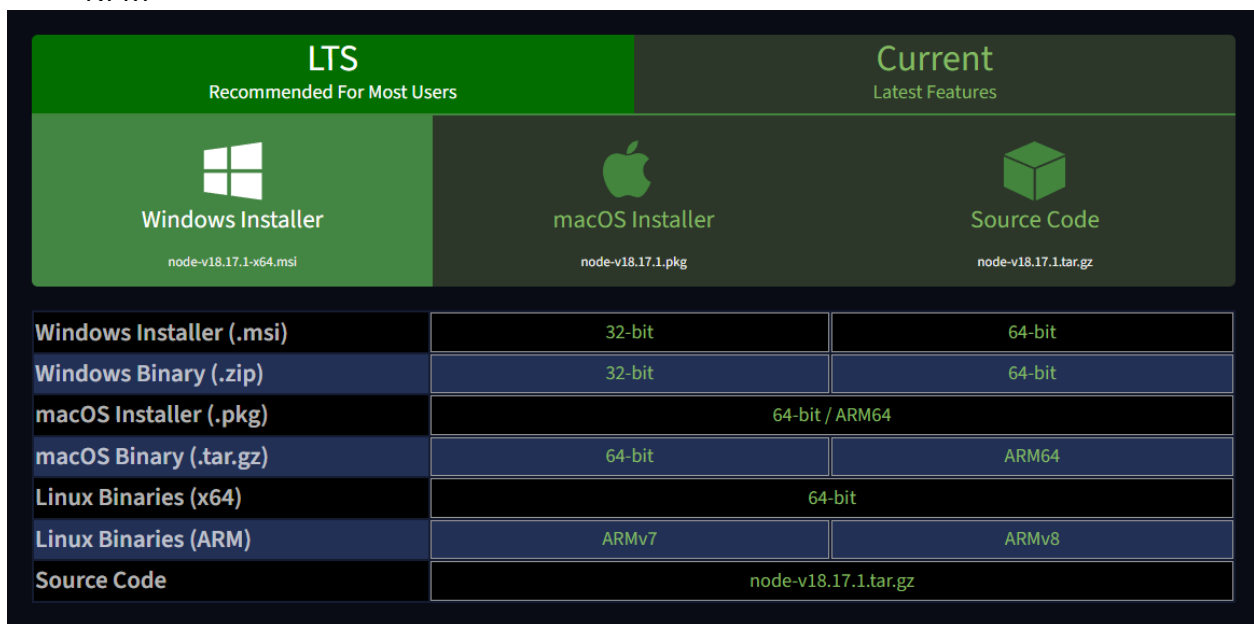 LTS
Recommended For Most Users
Current
Latest Features
Windows Installer
node-v18.17.1-x64.msi
macOS Installer
node-v18.17.1.pkg
Source Code
node-v18.17.1.tar.gz
Windows Installer (.msi) 32-bit 64-bit
Windows Binary (.zip) 32-bit 64-bit
macOS Installer (.pkg) 64-bit / ARM64
macOS Binary (.tar.gz) 64-bit ARM64
Linux Binaries (x64) 64-bit
Linux Binaries (ARM) ARMv7 ARMv8
Source Code node-v18.17.1.tar.gz